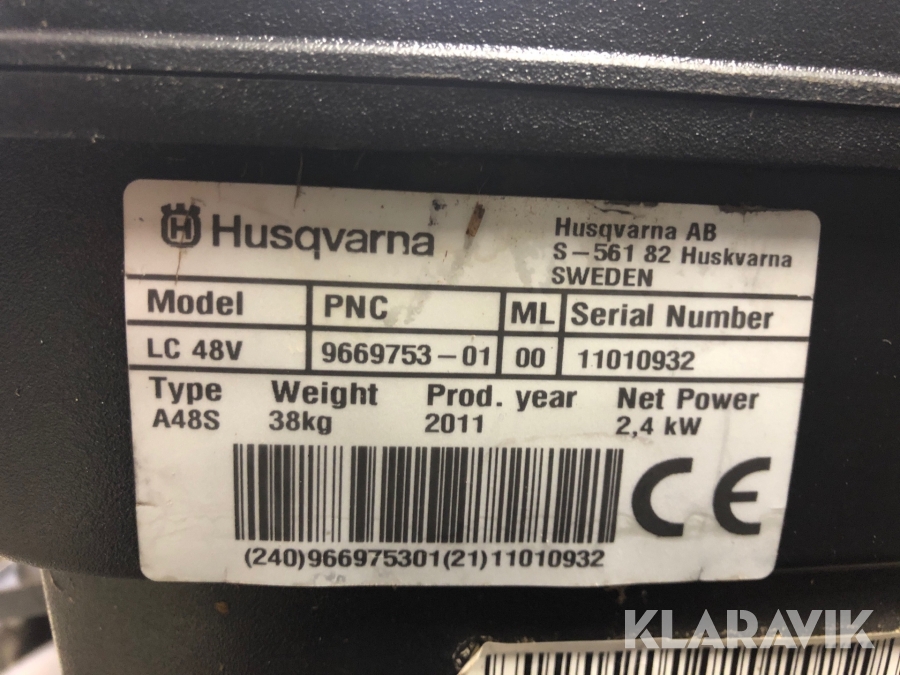 Husqvarna
Husqvarna AB
S-561 82 Huskvarna
SWEDEN
Model PNC ML Serial Number
LC 48V 9669753-01 00 11010932
Type Weight Prod. year Net Power
A48S 38kg 2011 2,4 kW
CE
(240)966975301(21)11010932
KLARAVIK